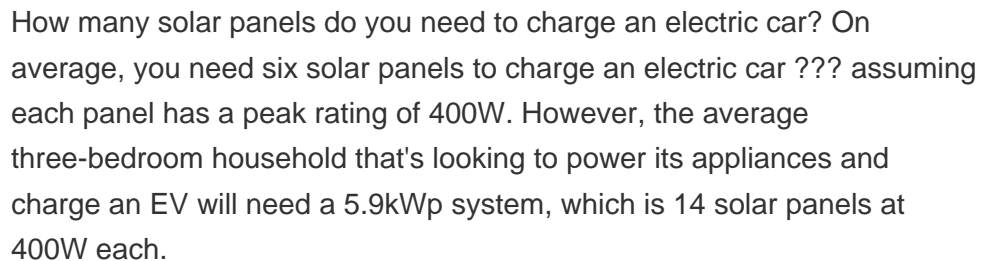 How many solar panels do you need to charge an electric car? On
average, you need six solar panels to charge an electric car ??? assuming
each panel has a peak rating of 400W. However, the average
three-bedroom household that's looking to power its appliances and
charge an EV will need a 5.9kWp system, which is 14 solar panels at
400W each.